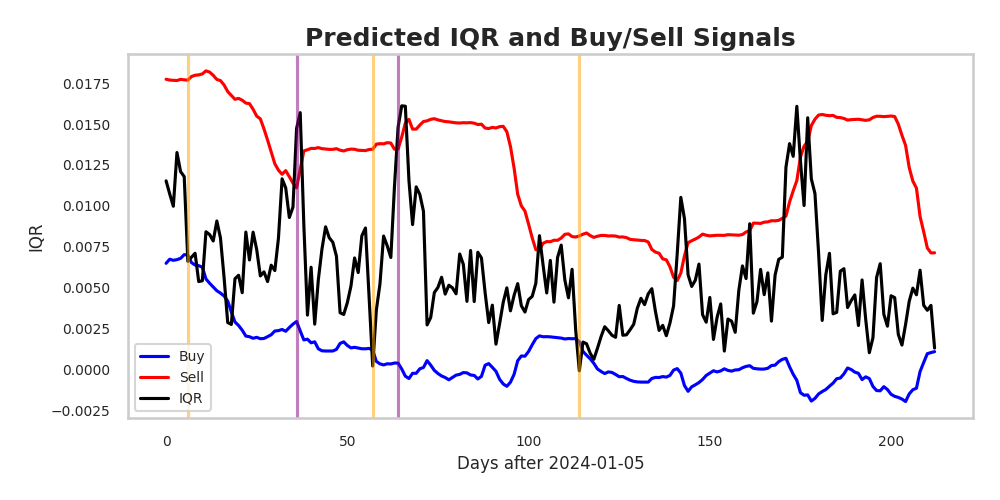 Predicted IQR and Buy/Sell Signals
IQR
0.0175
0.0150
0.0125
0.0100
0.0075
0.0050
0.0025
0.0000
−0.0025
Buy
Sell
IQR
0
50
100
150
200
Days after 2024-01-05